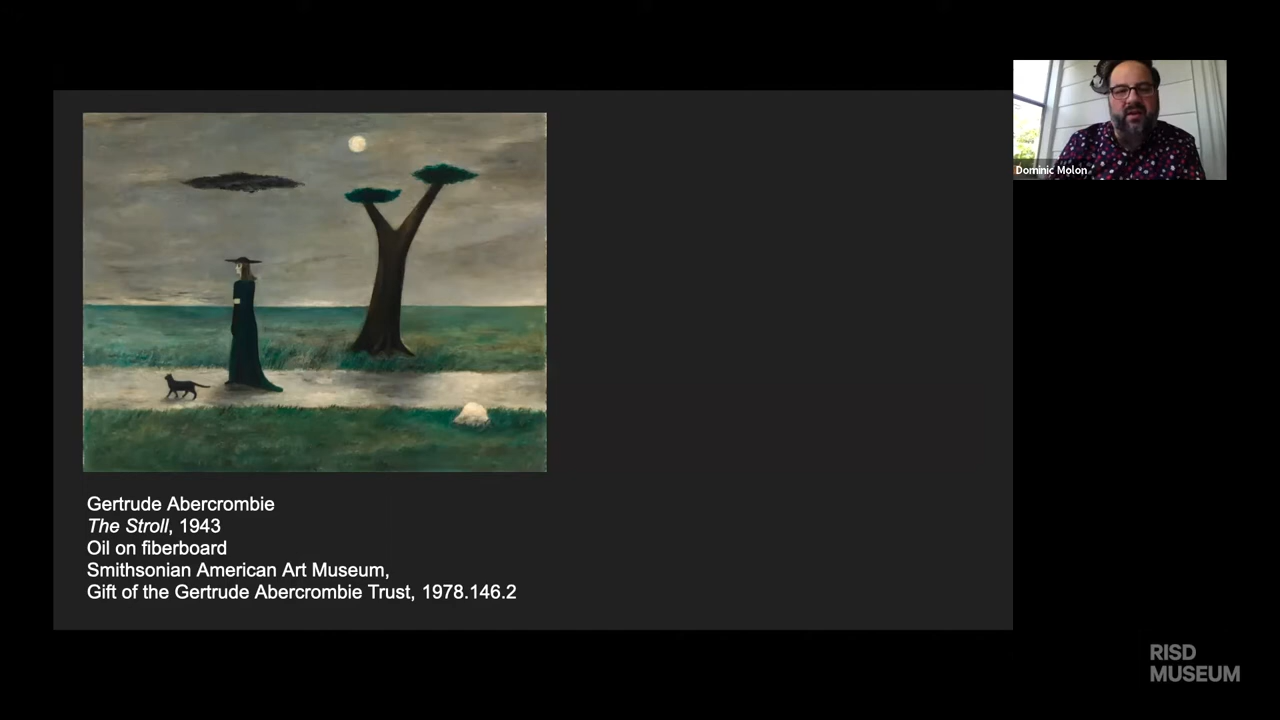 Dominic Molon
Gertrude Abercrombie
The Stroll, 1943
Oil on fiberboard
Smithsonian American Art Museum,
Gift of the Gertrude Abercrombie Trust, 1978.146.2
RISD
MUSEUM